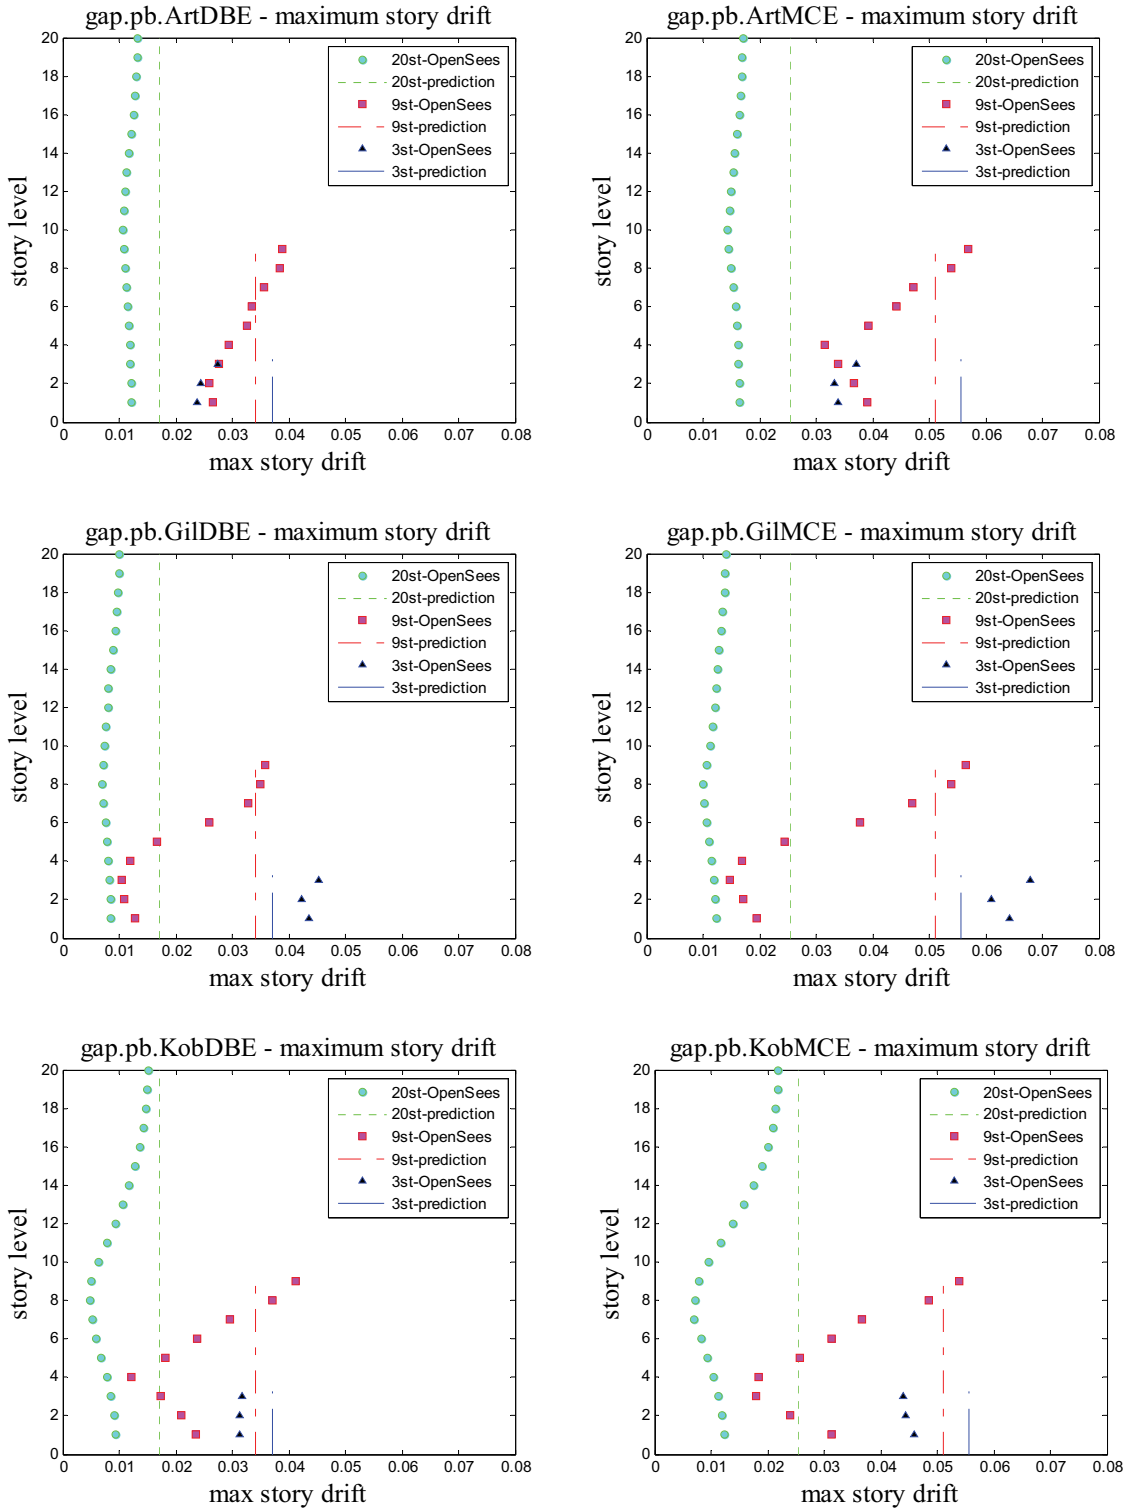 gap.pb.ArtDBE - maximum story drift
20
18
16
14
12
10
8
6
4
2
0
story level
20st-OpenSees
20st-prediction
9st-OpenSees
9st-prediction
3st-OpenSees
3st-prediction
0 0.01 0.02 0.03 0.04 0.05 0.06 0.07 0.08
max story drift
gap.pb.ArtMCE - maximum story drift
20
18
16
14
12
10
8
6
4
2
0
story level
20st-OpenSees
20st-prediction
9st-OpenSees
9st-prediction
3st-OpenSees
3st-prediction
0 0.01 0.02 0.03 0.04 0.05 0.06 0.07 0.08
max story drift
gap.pb.GilDBE - maximum story drift
20
18
16
14
12
10
8
6
4
2
0
story level
20st-OpenSees
20st-prediction
9st-OpenSees
9st-prediction
3st-OpenSees
3st-prediction
0 0.01 0.02 0.03 0.04 0.05 0.06 0.07 0.08
max story drift
gap.pb.GilMCE - maximum story drift
20
18
16
14
12
10
8
6
4
2
0
story level
20st-OpenSees
20st-prediction
9st-OpenSees
9st-prediction
3st-OpenSees
3st-prediction
0 0.01 0.02 0.03 0.04 0.05 0.06 0.07 0.08
max story drift
gap.pb.KobDBE - maximum story drift
20
18
16
14
12
10
8
6
4
2
0
story level
20st-OpenSees
20st-prediction
9st-OpenSees
9st-prediction
3st-OpenSees
3st-prediction
0 0.01 0.02 0.03 0.04 0.05 0.06 0.07 0.08
max story drift
gap.pb.KobMCE - maximum story drift
20
18
16
14
12
10
8
6
4
2
0
story level
20st-OpenSees
20st-prediction
9st-OpenSees
9st-prediction
3st-OpenSees
3st-prediction
0 0.01 0.02 0.03 0.04 0.05 0.06 0.07 0.08
max story drift